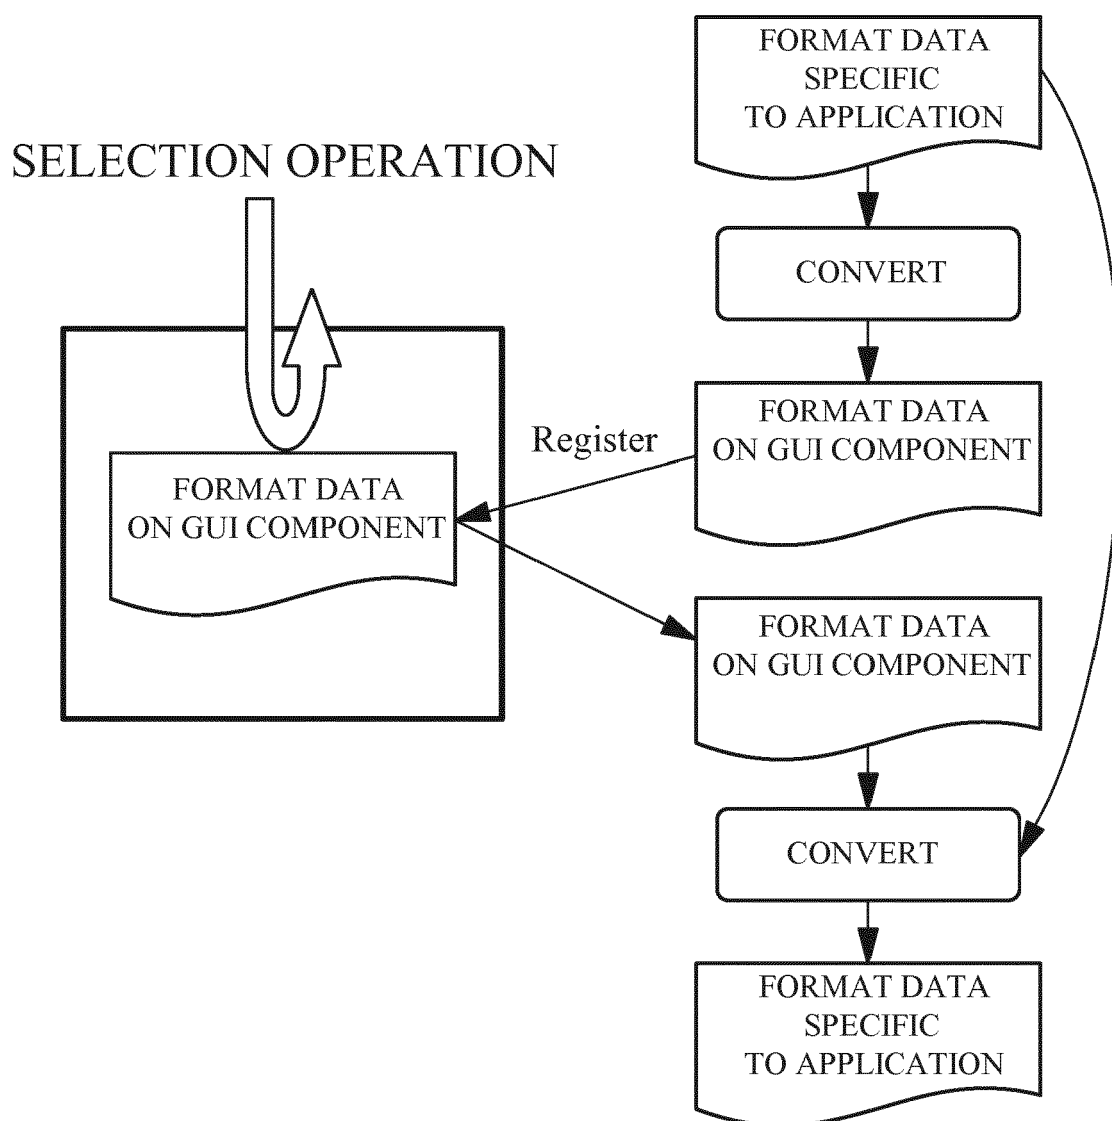 FORMAT DATA
SPECIFIC
TO APPLICATION
SELECTION OPERATION
CONVERT
FORMAT DATA
ON GUI COMPONENT
Register
FORMAT DATA
ON GUI COMPONENT
FORMAT DATA
ON GUI COMPONENT
CONVERT
FORMAT DATA
SPECIFIC
TO APPLICATION